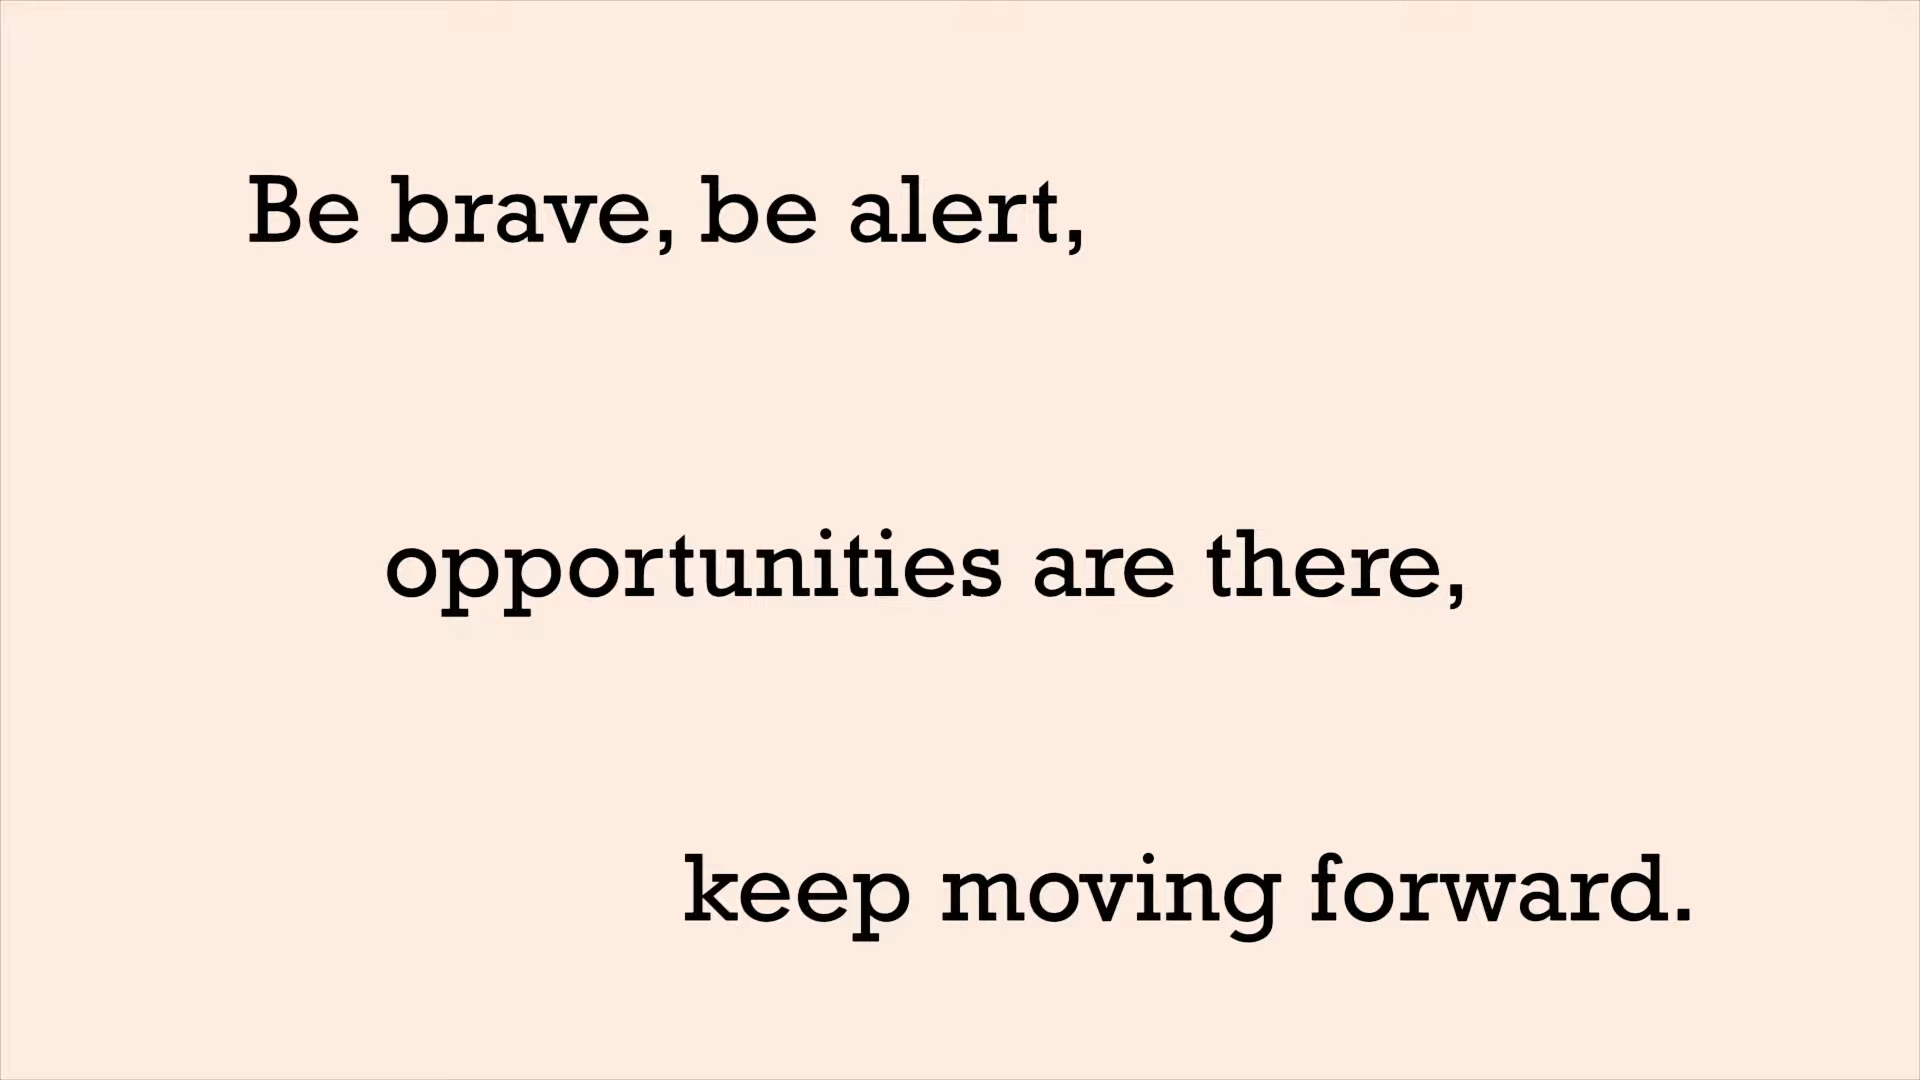 Be brave, be alert,
opportunities are there,
keep moving forward.